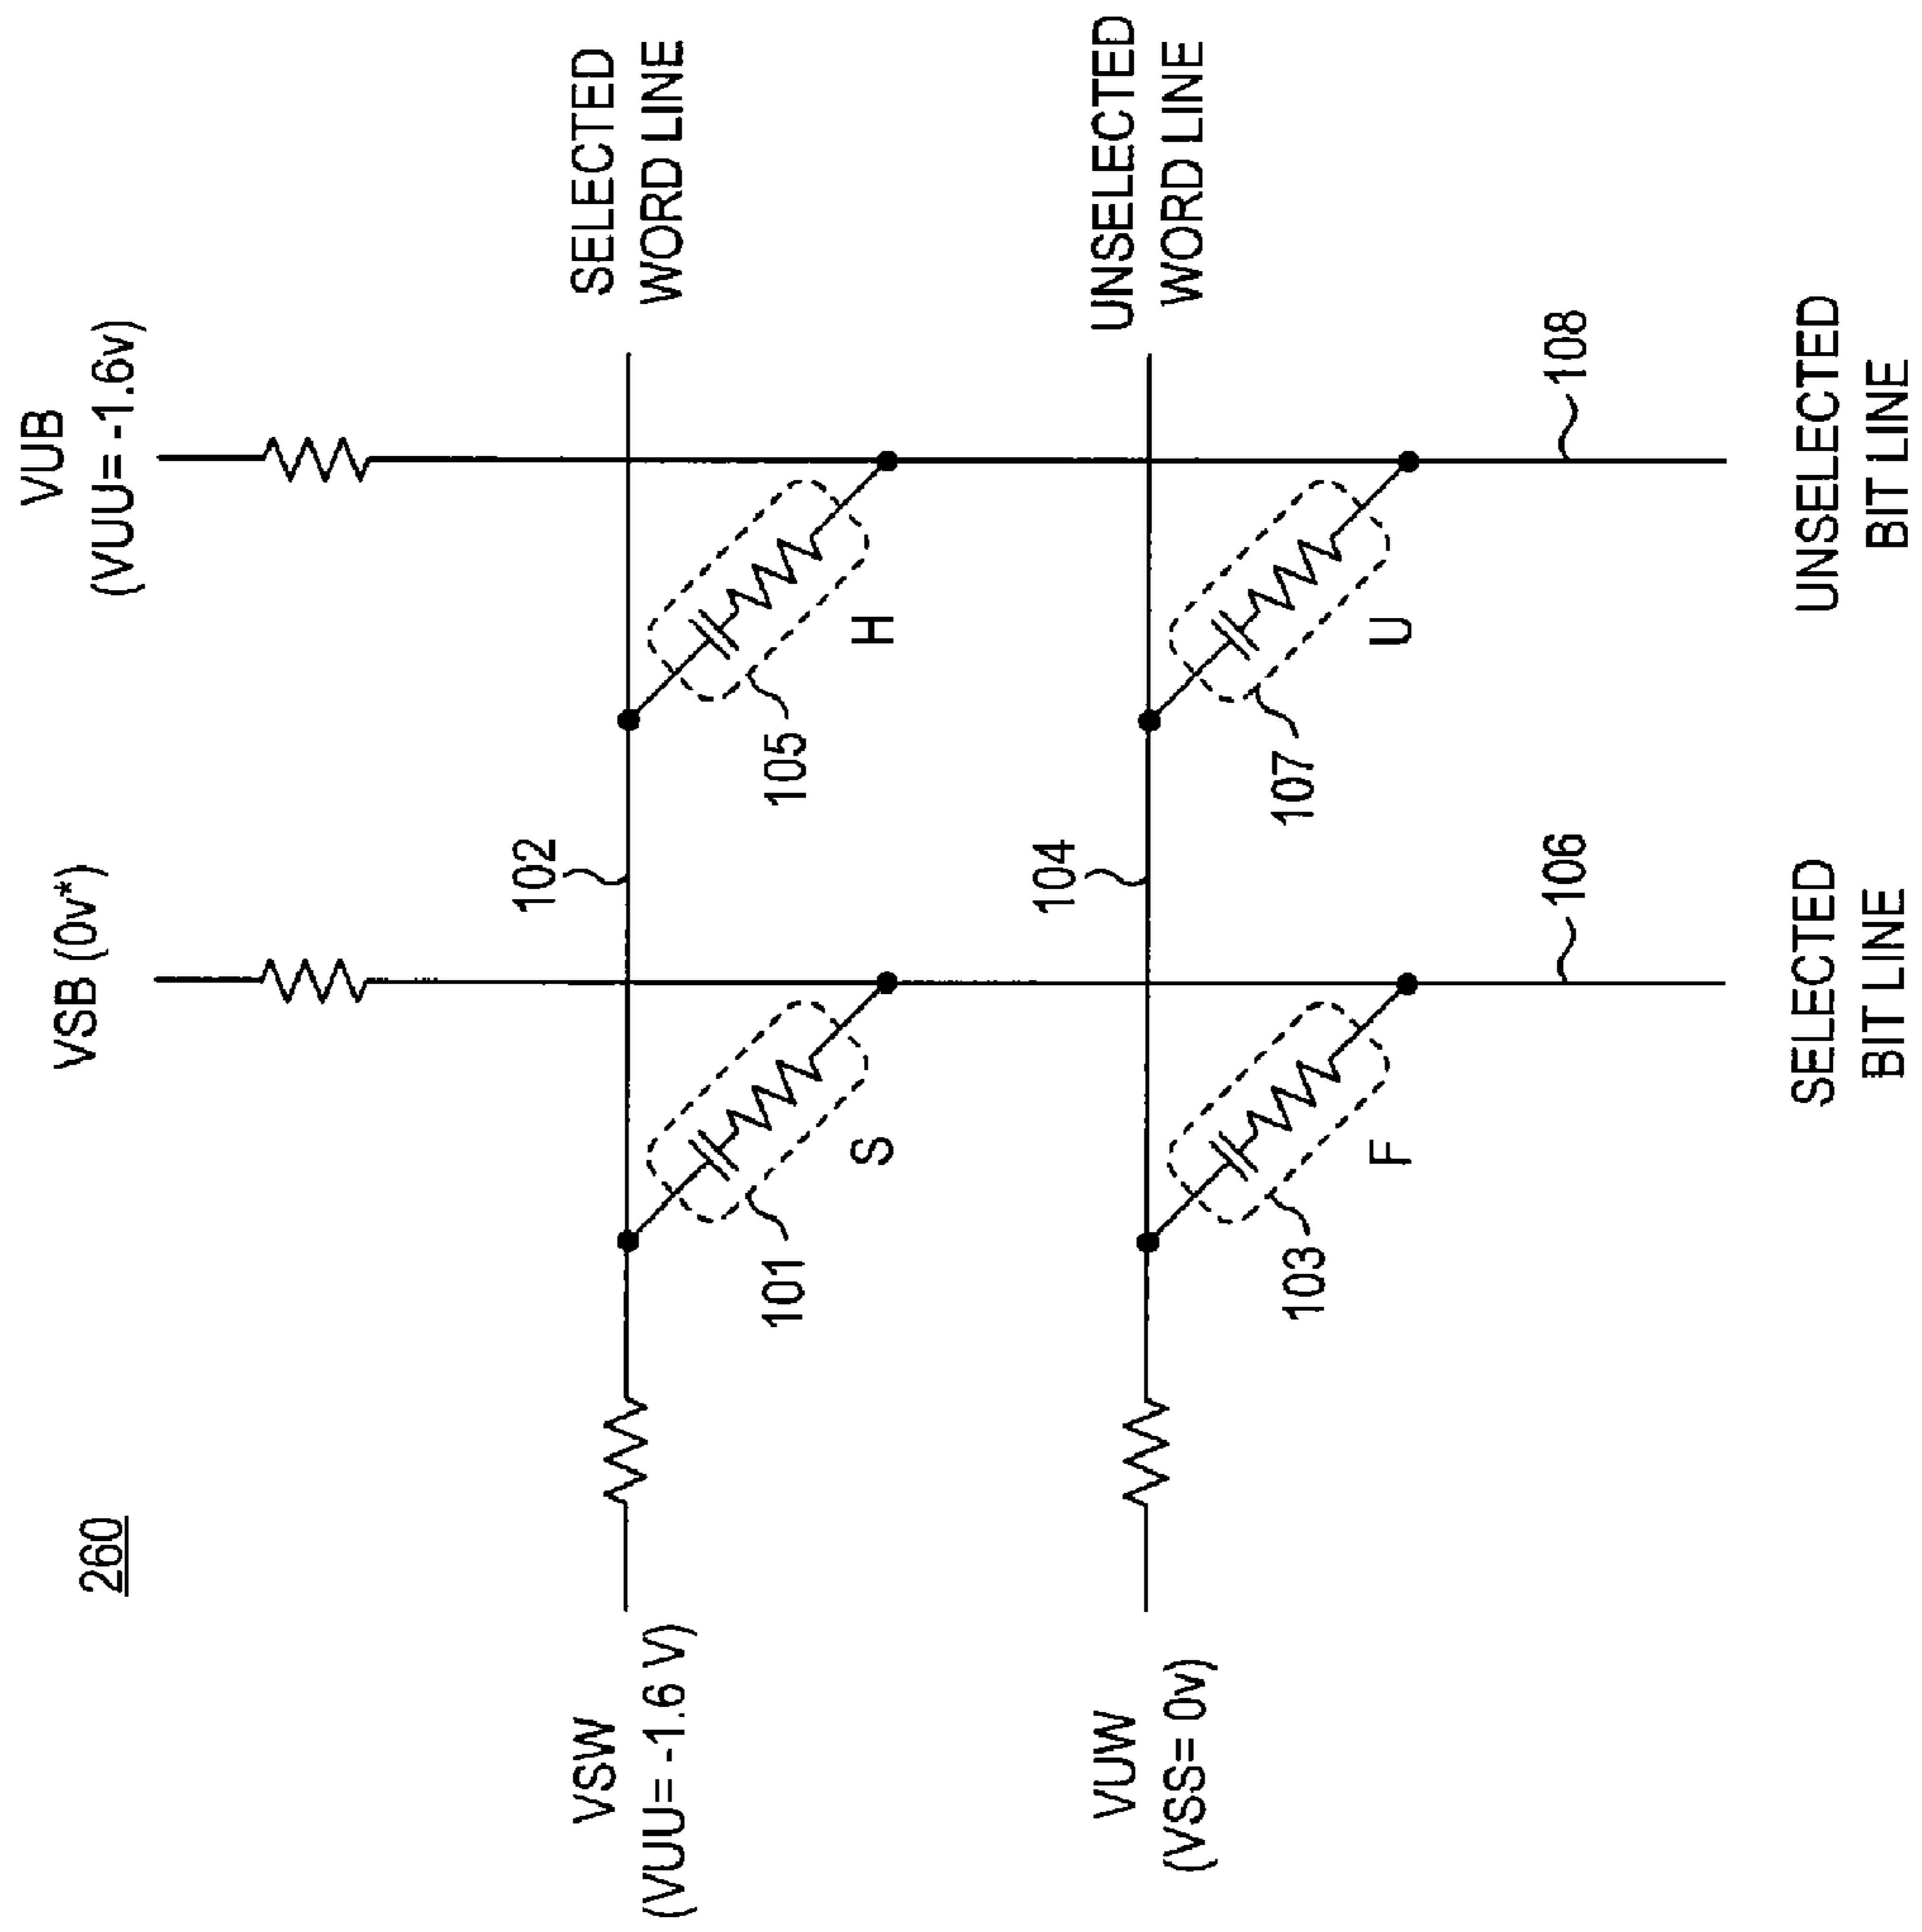 260
VSB (0v*)
VUB
(VUU= -1.6v)
VSW
(VUU= -1.6 V)
102
SELECTED
WORD LINE
101
S
105
H
VUW
(VSS= 0v)
104
UNSELECTED
WORD LINE
103
F
107
U
106
108
SELECTED
BIT LINE
UNSELECTED
BIT LINE